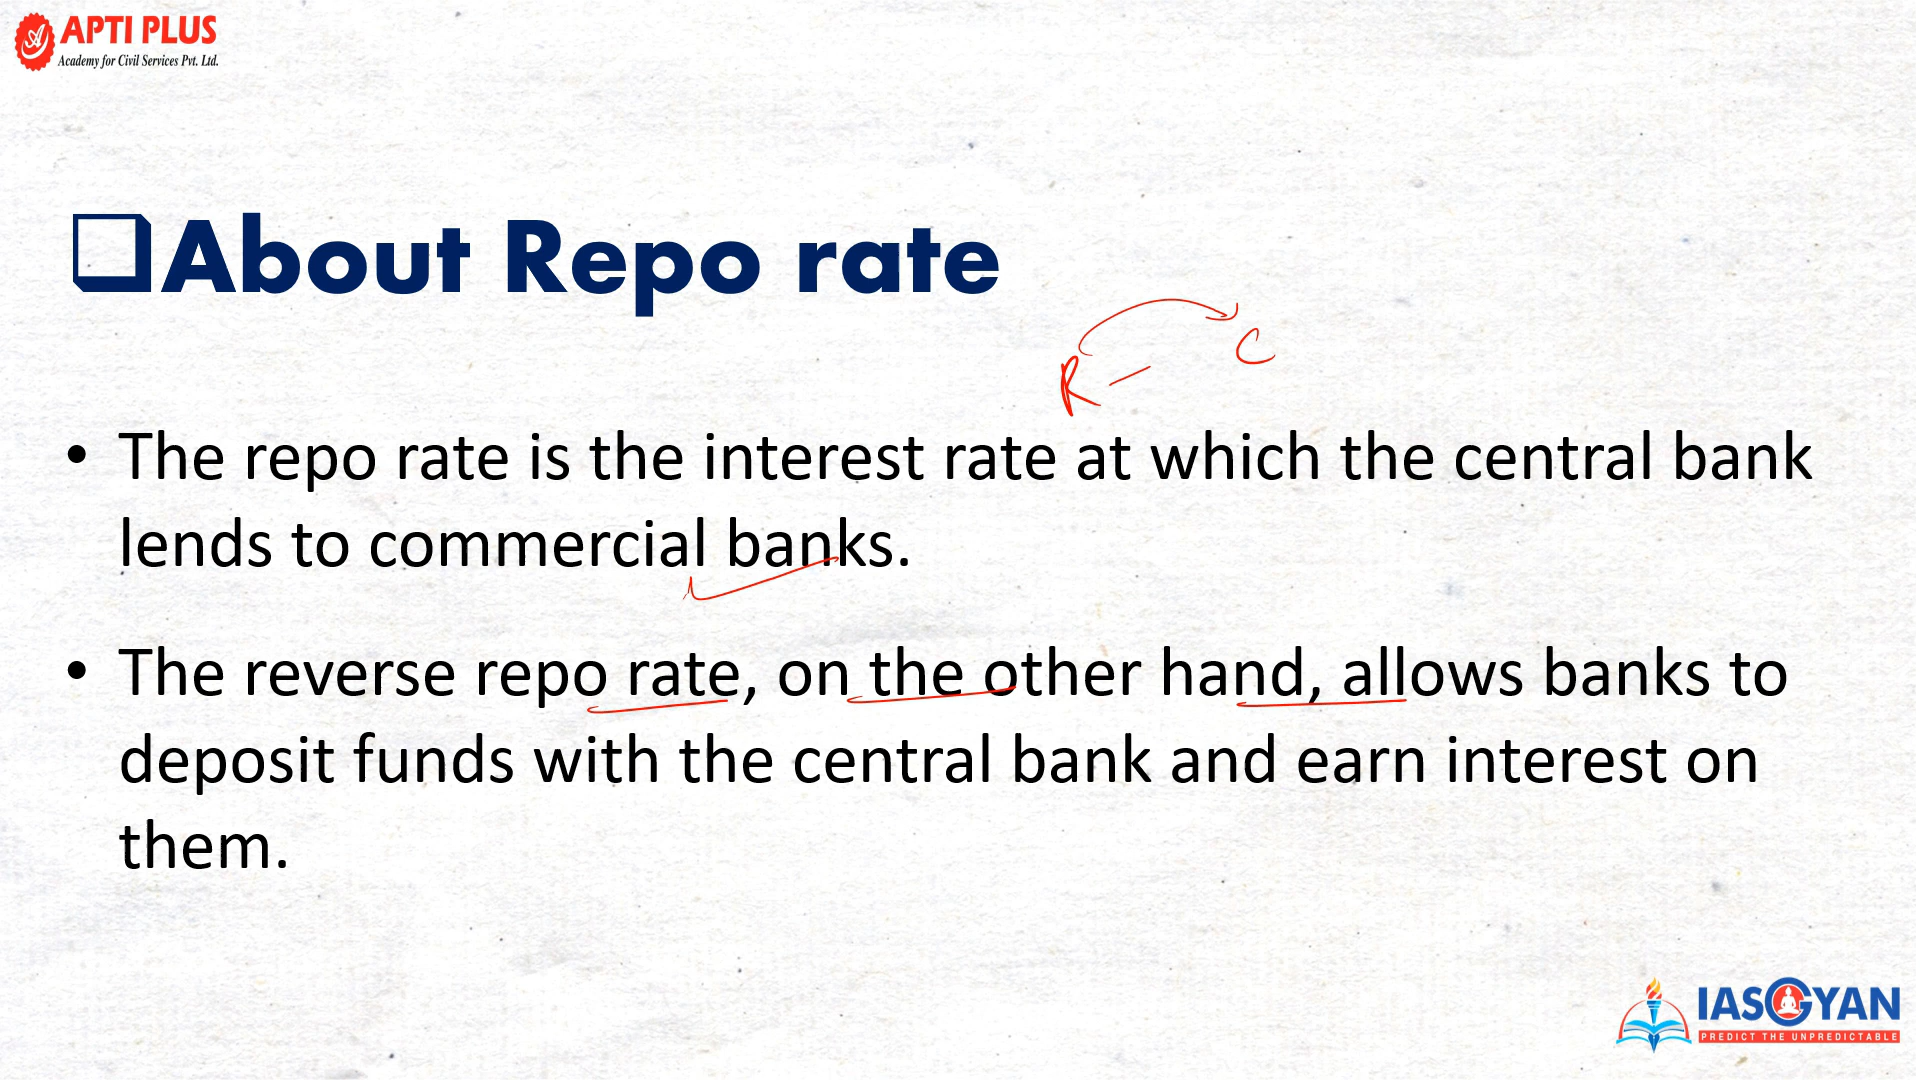 APTI PLUS
Academy for Civil Services Pvt. Ltd.
About Repo rate
R – C
• The repo rate is the interest rate at which the central bank
lends to commercial banks.
• The reverse repo rate, on the other hand, allows banks to
deposit funds with the central bank and earn interest on
them.
IASGYAN
PREDICT THE UNPREDICTABLE